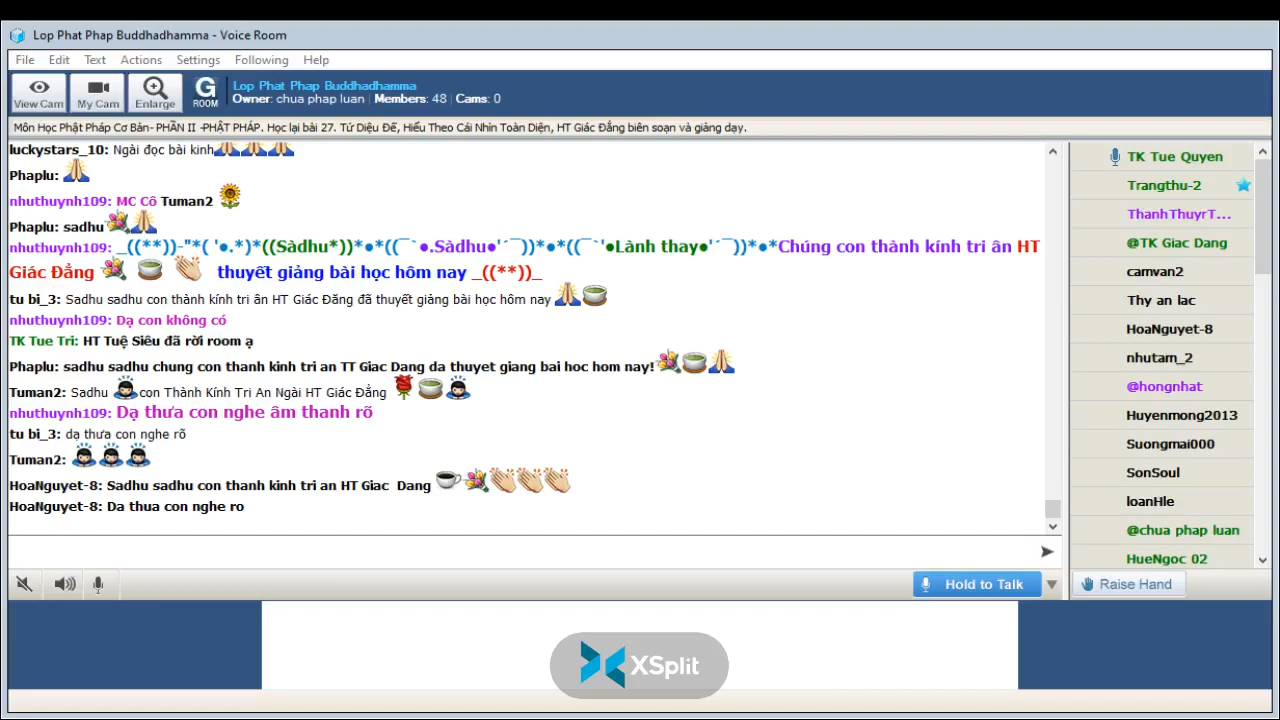 Lop Phat Phap Buddhadhamma - Voice Room
File Edit Text Actions Settings Following Help
View Cam My Cam Enlarge G ROOM
Lop Phat Phap Buddhadhamma
Owner: chua phap luan | Members: 48 | Cams: 0
Môn Học Phật Pháp Cơ Bản- PHẦN II -PHẬT PHÁP. Học lại bài 27. Tứ Diệu Đế, Hiểu Theo Cái Nhìn Toàn Diện, HT Giác Đẳng biên soạn và giảng dạy.
luckystars_10: Ngài đọc bài kinh🙏🙏🙏
Phaplu: 🙏
nhuthuynh109: MC Cô Tuman2 🌻
Phaplu: sadhu💐🙏
nhuthuynh109: _((**))-"*( '●.*)*((Sàdhu*))*●*((¯`●.Sàdhu●'´¯))*●*((¯`'●Lành thay●'´¯))*●*Chúng con thành kính tri ân HT
Giác Đẳng 💐 🍵 👏 thuyết giảng bài học hôm nay _((**))_
tu bi_3: Sadhu sadhu con thành kính tri ân HT Giác Đăng đã thuyết giảng bài học hôm nay 🙏🍵
nhuthuynh109: Dạ con không có
TK Tue Tri: HT Tuệ Siêu đã rời room ạ
Phaplu: sadhu sadhu chung con thanh kinh tri an TT Giac Dang da thuyet giang bai hoc hom nay!💐🍵🙏
Tuman2: Sadhu 🙇con Thành Kính Tri An Ngài HT Giác Đẳng 🌹🍵🙇
nhuthuynh109: Dạ thưa con nghe âm thanh rõ
tu bi_3: dạ thưa con nghe rõ
Tuman2: 🙇🙇🙇
HoaNguyet-8: Sadhu sadhu con thanh kinh tri an HT Giac Dang ☕💐👏👏👏
HoaNguyet-8: Da thua con nghe ro
TK Tue Quyen
Trangthu-2
ThanhThuyrT...
@TK Giac Dang
camvan2
Thy an lac
HoaNguyet-8
nhutam_2
@hongnhat
Huyenmong2013
Suongmai000
SonSoul
loanHle
@chua phap luan
HueNgoc 02
Hold to Talk
Raise Hand
XSplit